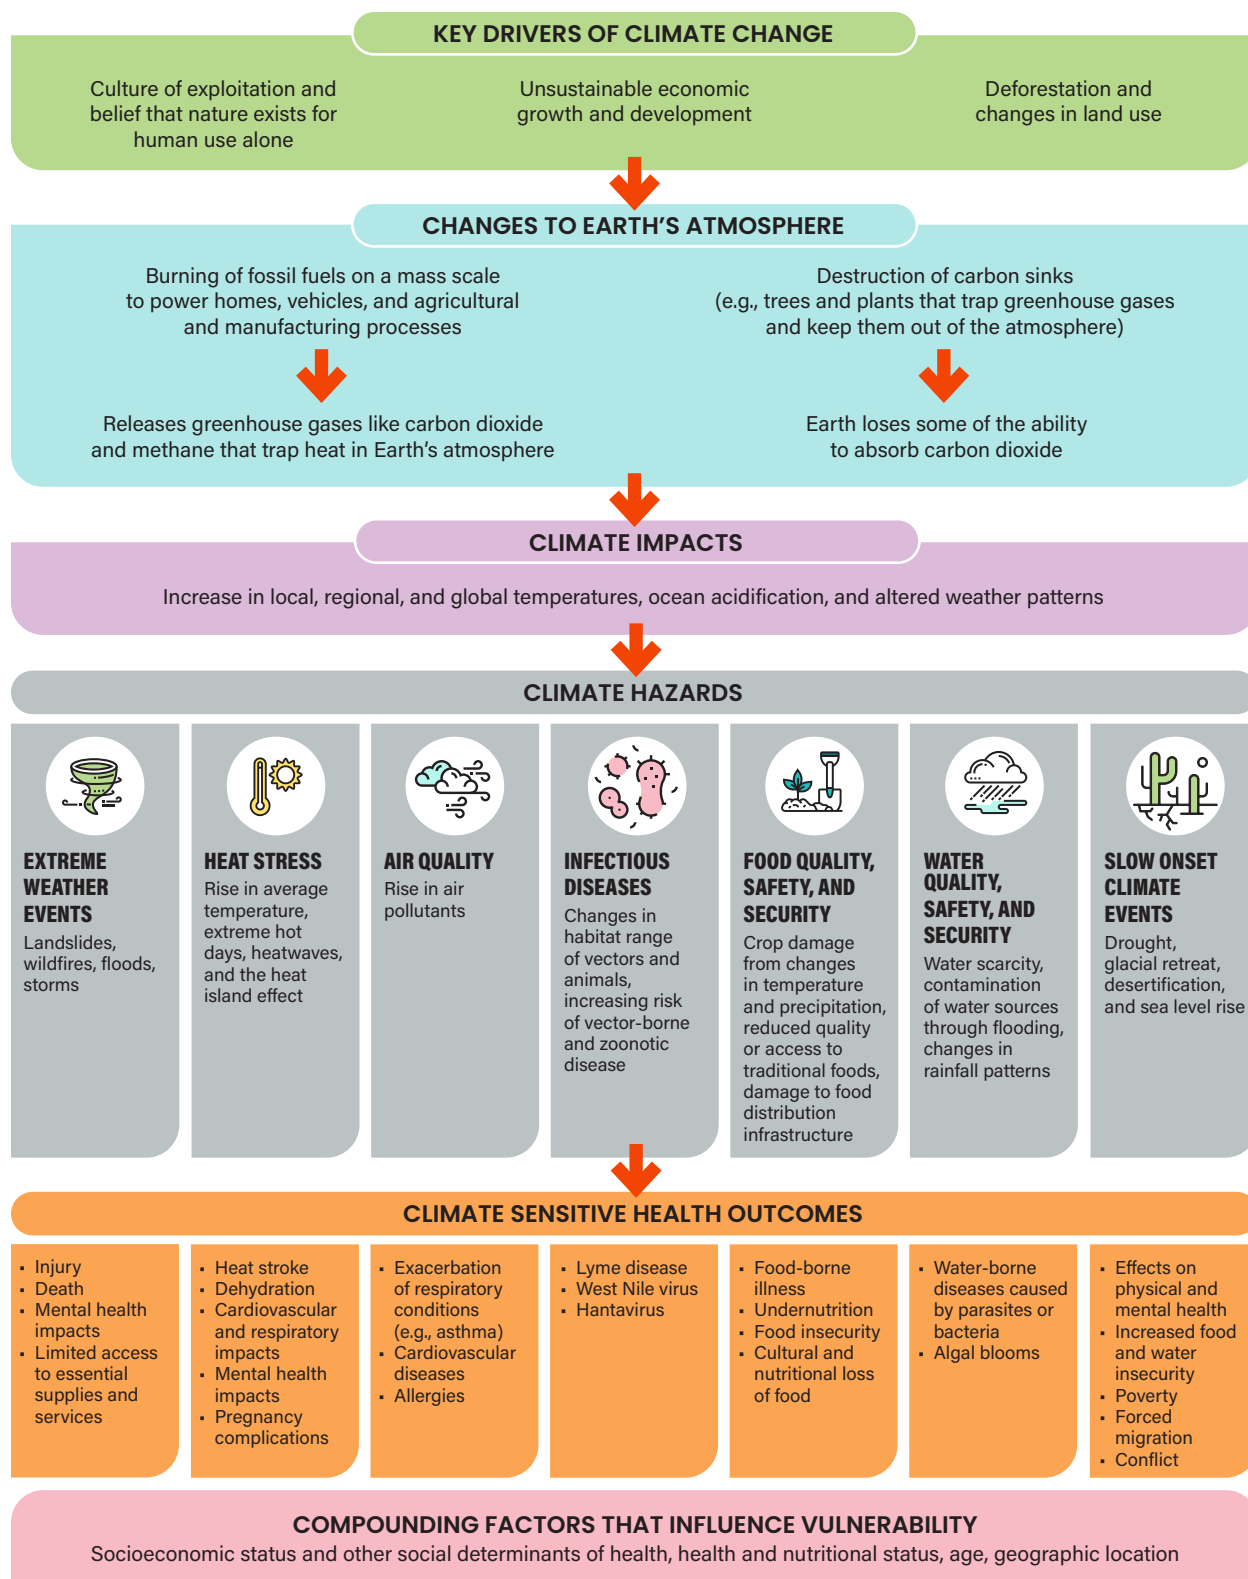 KEY DRIVERS OF CLIMATE CHANGE
Culture of exploitation and
belief that nature exists for
human use alone
Unsustainable economic
growth and development
Deforestation and
changes in land use
CHANGES TO EARTH'S ATMOSPHERE
Burning of fossil fuels on a mass scale
to power homes, vehicles, and agricultural
and manufacturing processes
Releases greenhouse gases like carbon dioxide
and methane that trap heat in Earth's atmosphere
Destruction of carbon sinks
(e.g., trees and plants that trap greenhouse gases
and keep them out of the atmosphere)
Earth loses some of the ability
to absorb carbon dioxide
CLIMATE IMPACTS
Increase in local, regional, and global temperatures, ocean acidification, and altered weather patterns
CLIMATE HAZARDS
EXTREME
WEATHER
EVENTS
Landslides,
wildfires, floods,
storms
HEAT STRESS
Rise in average
temperature,
extreme hot
days, heatwaves,
and the heat
island effect
AIR QUALITY
Rise in air
pollutants
INFECTIOUS
DISEASES
Changes in
habitat range
of vectors and
animals,
increasing risk
of vector-borne
and zoonotic
disease
FOOD QUALITY,
SAFETY, AND
SECURITY
Crop damage
from changes
in temperature
and precipitation,
reduced quality
or access to
traditional foods,
damage to food
distribution
infrastructure
WATER
QUALITY,
SAFETY, AND
SECURITY
Water scarcity,
contamination
of water sources
through flooding,
changes in
rainfall patterns
SLOW ONSET
CLIMATE
EVENTS
Drought,
glacial retreat,
desertification,
and sea level rise
CLIMATE SENSITIVE HEALTH OUTCOMES
▪ Injury
▪ Death
▪ Mental health
impacts
▪ Limited access
to essential
supplies and
services
▪ Heat stroke
▪ Dehydration
▪ Cardiovascular
and respiratory
impacts
▪ Mental health
impacts
▪ Pregnancy
complications
▪ Exacerbation
of respiratory
conditions
(e.g., asthma)
▪ Cardiovascular
diseases
▪ Allergies
▪ Lyme disease
▪ West Nile virus
▪ Hantavirus
▪ Food-borne
illness
▪ Undernutrition
▪ Food insecurity
▪ Cultural and
nutritional loss
of food
▪ Water-borne
diseases caused
by parasites or
bacteria
▪ Algal blooms
▪ Effects on
physical and
mental health
▪ Increased food
and water
insecurity
▪ Poverty
▪ Forced
migration
▪ Conflict
COMPOUNDING FACTORS THAT INFLUENCE VULNERABILITY
Socioeconomic status and other social determinants of health, health and nutritional status, age, geographic location